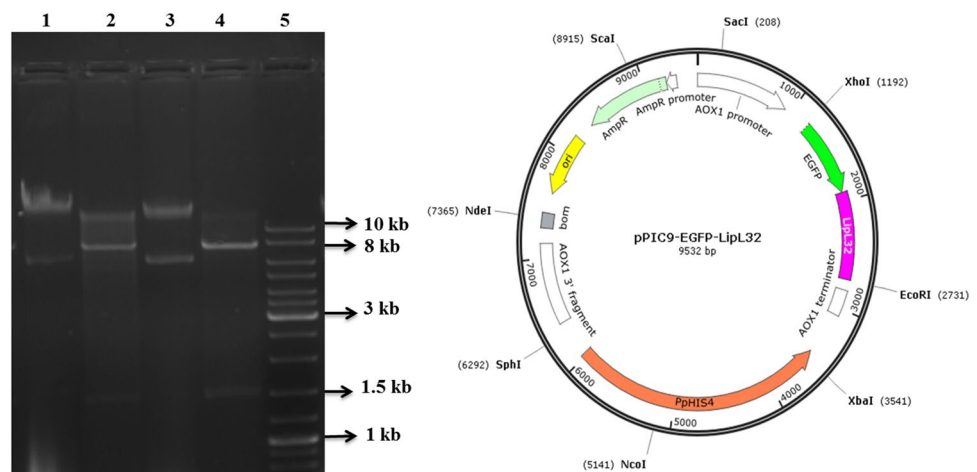 1 2 3 4 5
10 kb
8 kb
3 kb
1.5 kb
1 kb
SacI (208)
(8915) ScaI
XhoI (1192)
(7365) NdeI
EcoRI (2731)
(6292) SphI
XbaI (3541)
(5141) NcoI
1000
2000
3000
4000
5000
6000
7000
8000
9000
AmpR promoter
AmpR
AOX1 promoter
EGFP
LipL32
AOX1 terminator
PpHIS4
AOX1 3' fragment
bom
ori
pPIC9-EGFP-LipL32
9532 bp